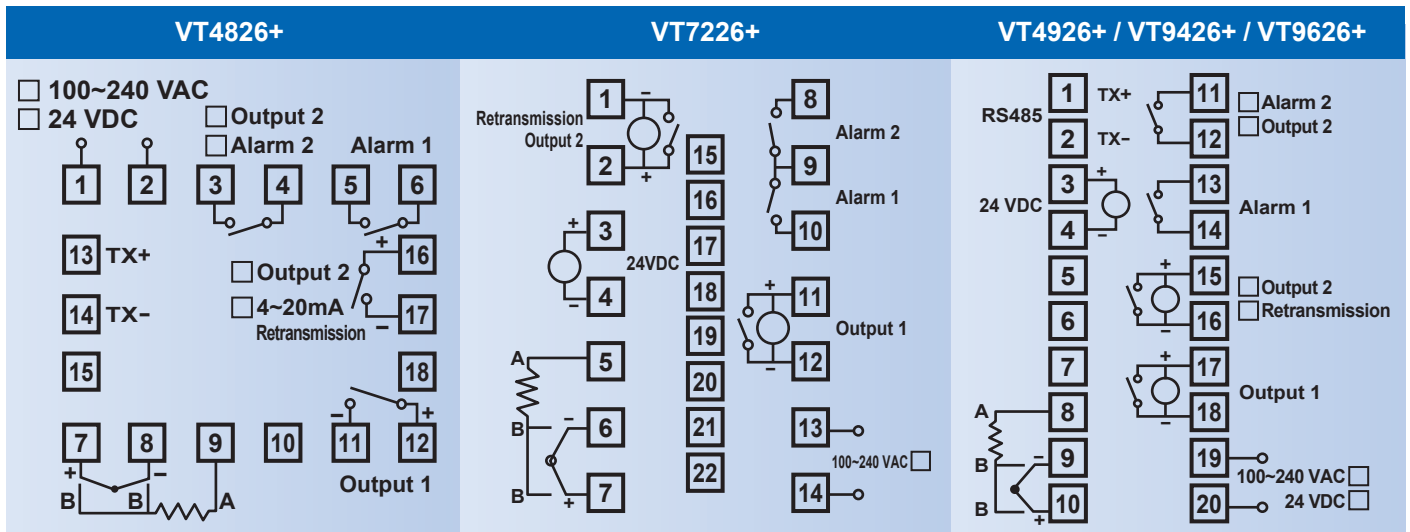 VT4826+
100~240 VAC
24 VDC
Output 2
Alarm 2
Alarm 1
1 2 3 4 5 6
13 TX+
+ 16
Output 2
14 TX−
4~20mA
− 17
Retransmission
15 18
− +
7 8 9 10 11 12
+ −
B B A
Output 1
VT7226+
1 −
Retransmission
Output 2
2 +
+ 3
24VDC
− 4
A 5
B − 6
B + 7
15
16
17
18
19
20
21
22
8
Alarm 2
9
Alarm 1
10
+ 11
Output 1
− 12
13
100~240 VAC
14
VT4926+ / VT9426+ / VT9626+
1 TX+
RS485
2 TX−
3 +
24 VDC
4 −
5
6
7
A 8
B − 9
B + 10
11
Alarm 2
Output 2
12
13
Alarm 1
14
+ 15
Output 2
Retransmission
− 16
+ 17
Output 1
− 18
19
100~240 VAC
24 VDC
20